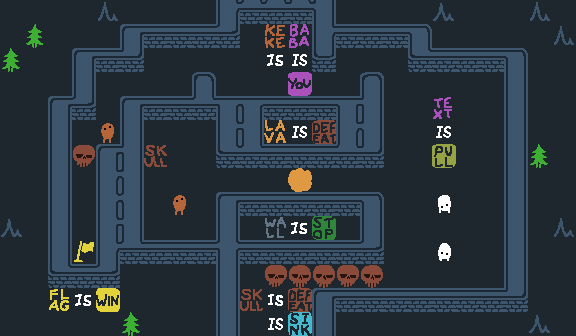 KEKE BABA
IS IS
YOU
TEXT
IS
PULL
LAVA IS DEFEAT
SKULL
WALL IS STOP
FLAG IS WIN
SKULL IS DEFEAT
IS SINK